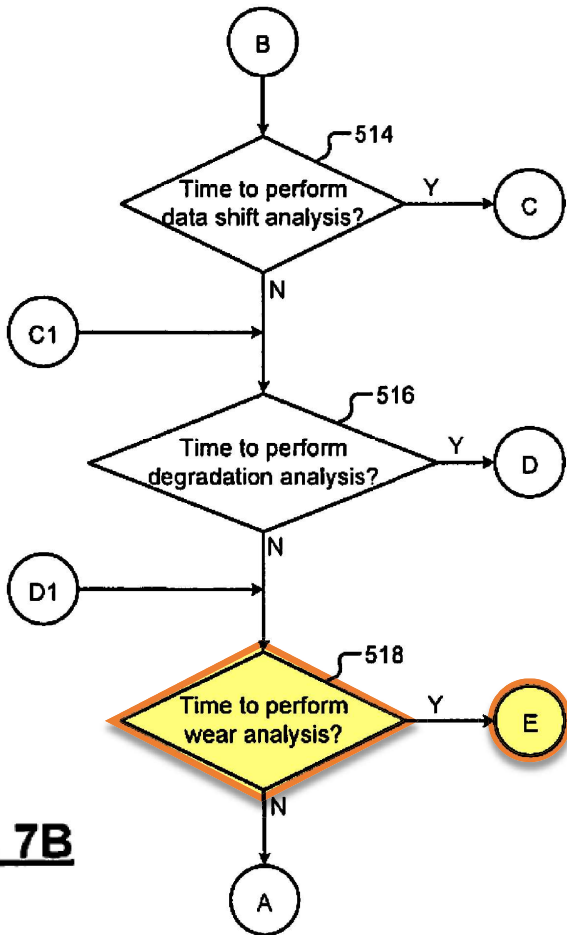 B
514
Time to perform
data shift analysis?
Y
C
N
C1
516
Time to perform
degradation analysis?
Y
D
N
D1
518
Time to perform
wear analysis?
Y
E
N
7B
A